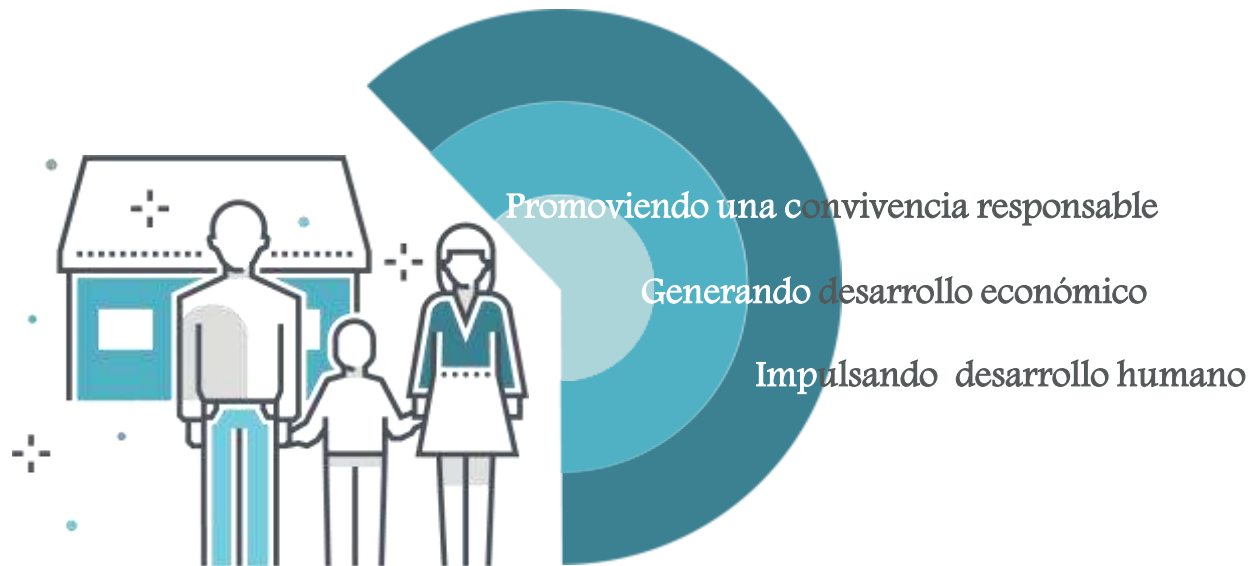 Promoviendo una convivencia responsable
Generando desarrollo económico
Impulsando desarrollo humano